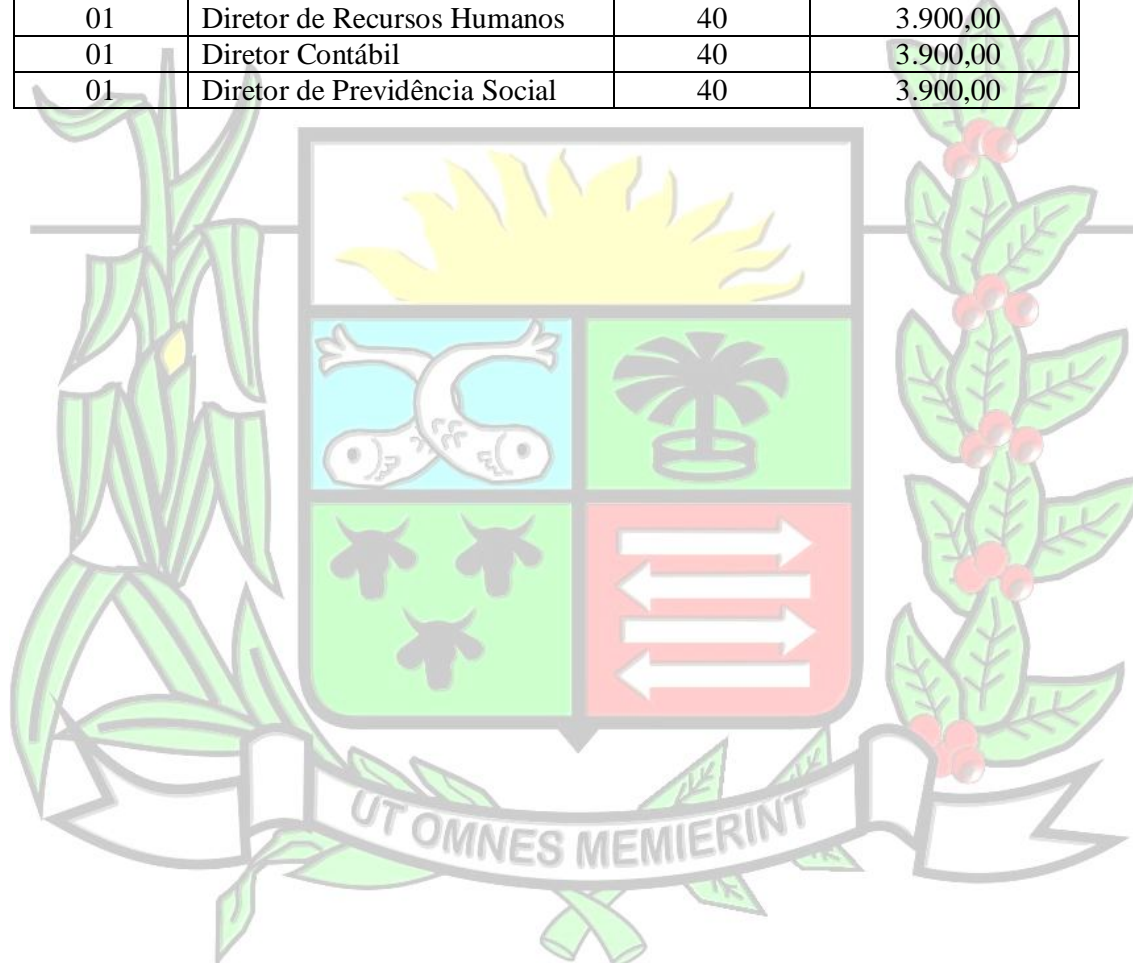 01 Diretor de Recursos Humanos 40 3.900,00
01 Diretor Contábil 40 3.900,00
01 Diretor de Previdência Social 40 3.900,00
UT OMNES MEMIERINT